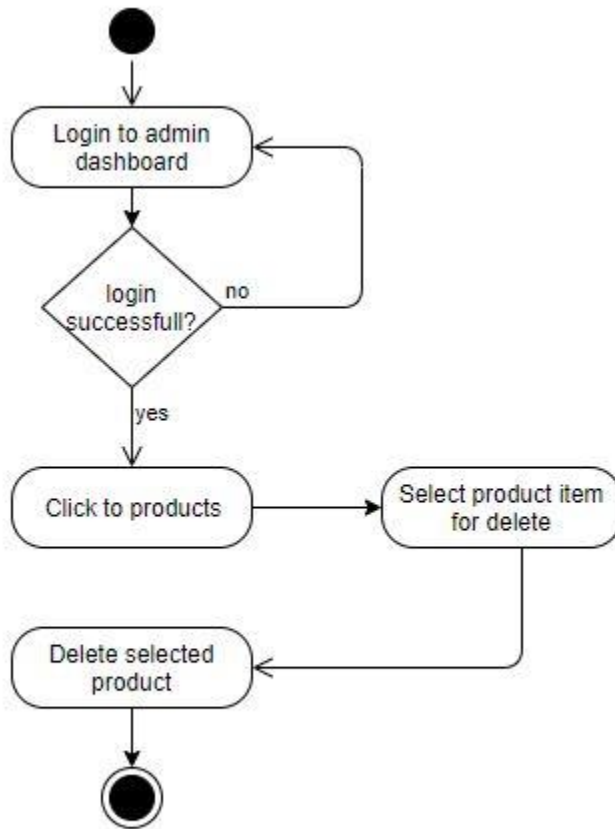 Login to admin
dashboard
login
successfull?
no
yes
Click to products
Select product item
for delete
Delete selected
product